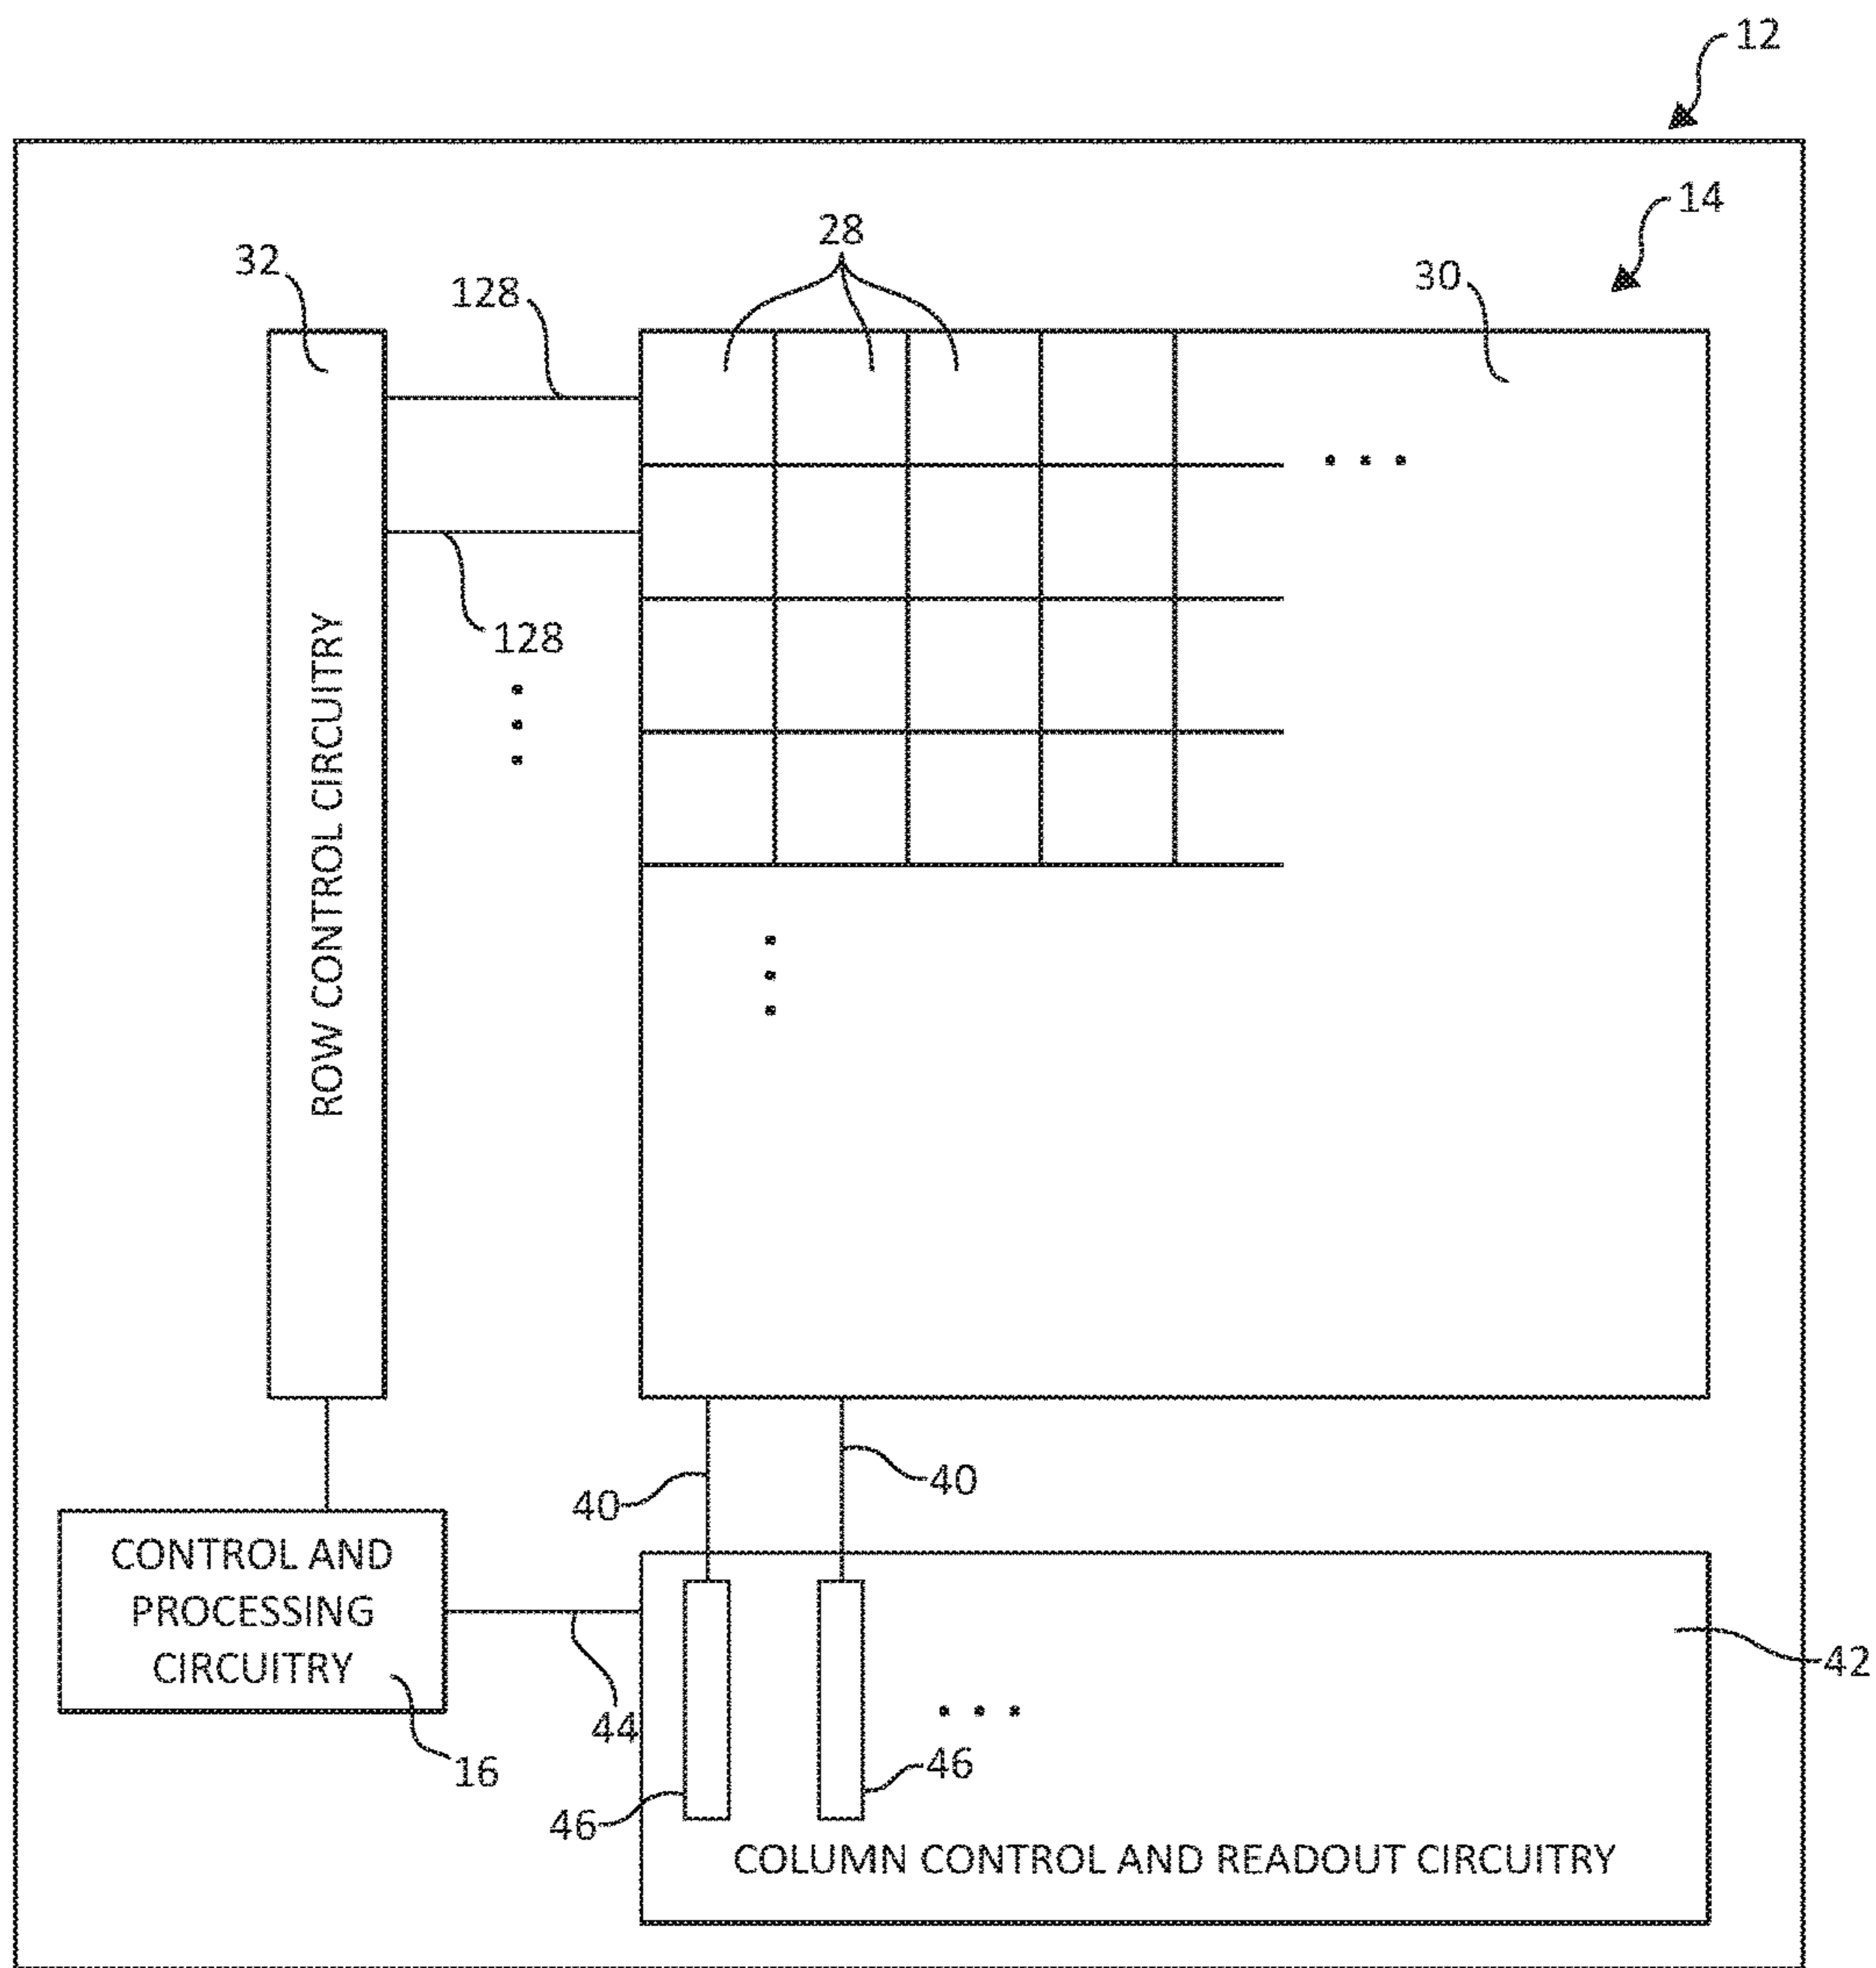 12
14
28
32
30
128
128
ROW CONTROL CIRCUITRY
40
40
CONTROL AND
PROCESSING
CIRCUITRY
42
44
16
46
46
COLUMN CONTROL AND READOUT CIRCUITRY